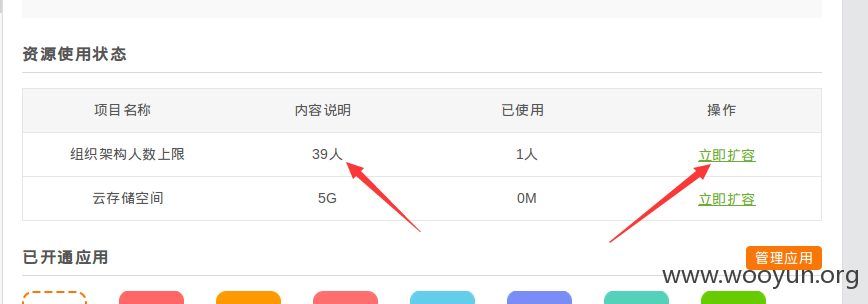 资源使用状态
项目名称 内容说明 已使用 操作
组织架构人数上限 39人 1人 立即扩容
云存储空间 5G 0M 立即扩容
已开通应用 管理应用
www.wooyun.org